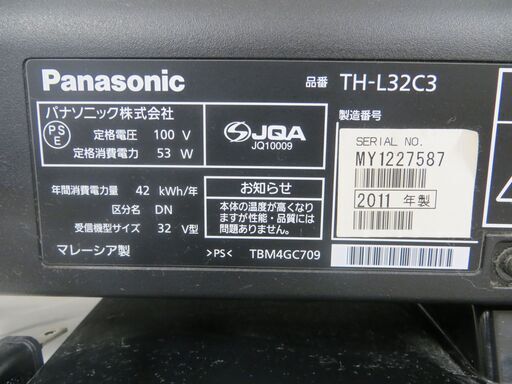 Panasonic
品番 TH-L32C3
パナソニック株式会社
PS
E
定格電圧 100 V
定格消費電力 53 W
JQA
JQ10009
製造番号
SERIAL NO.
MY1227587
2011 年製
年間消費電力量 42 kWh/年
区分名 DN
受信機型サイズ 32 V型
マレーシア製
お知らせ
本体の温度が高くなり
ますが性能・品質には
問題ありません。
>PS< TBM4GC709